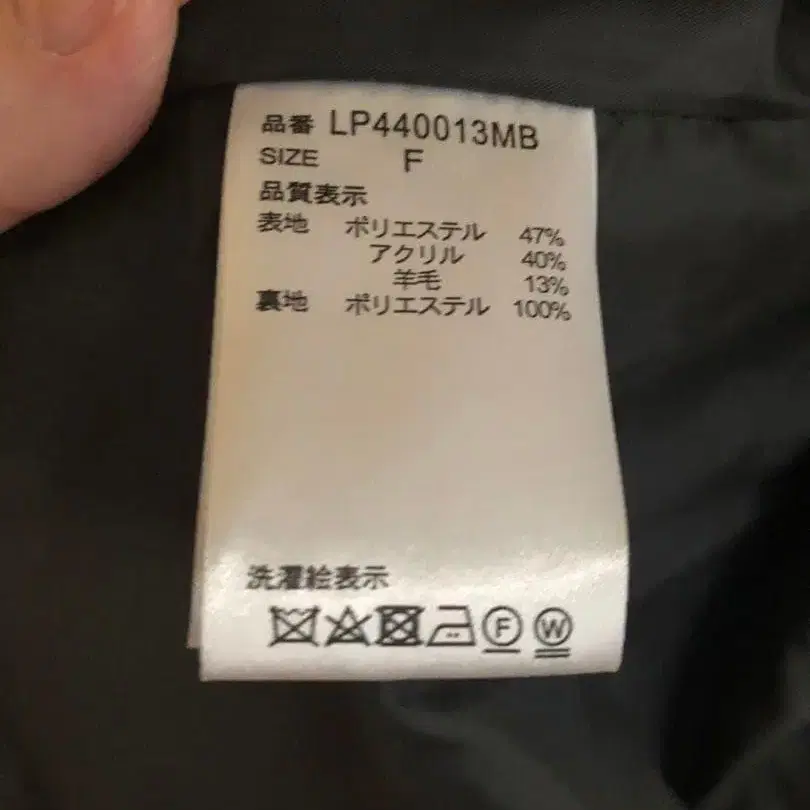 品番 LP440013MB
SIZE F
品質表示
表地 ポリエステル 47%
アクリル 40%
羊毛 13%
裏地 ポリエステル 100%
洗濯絵表示
F W